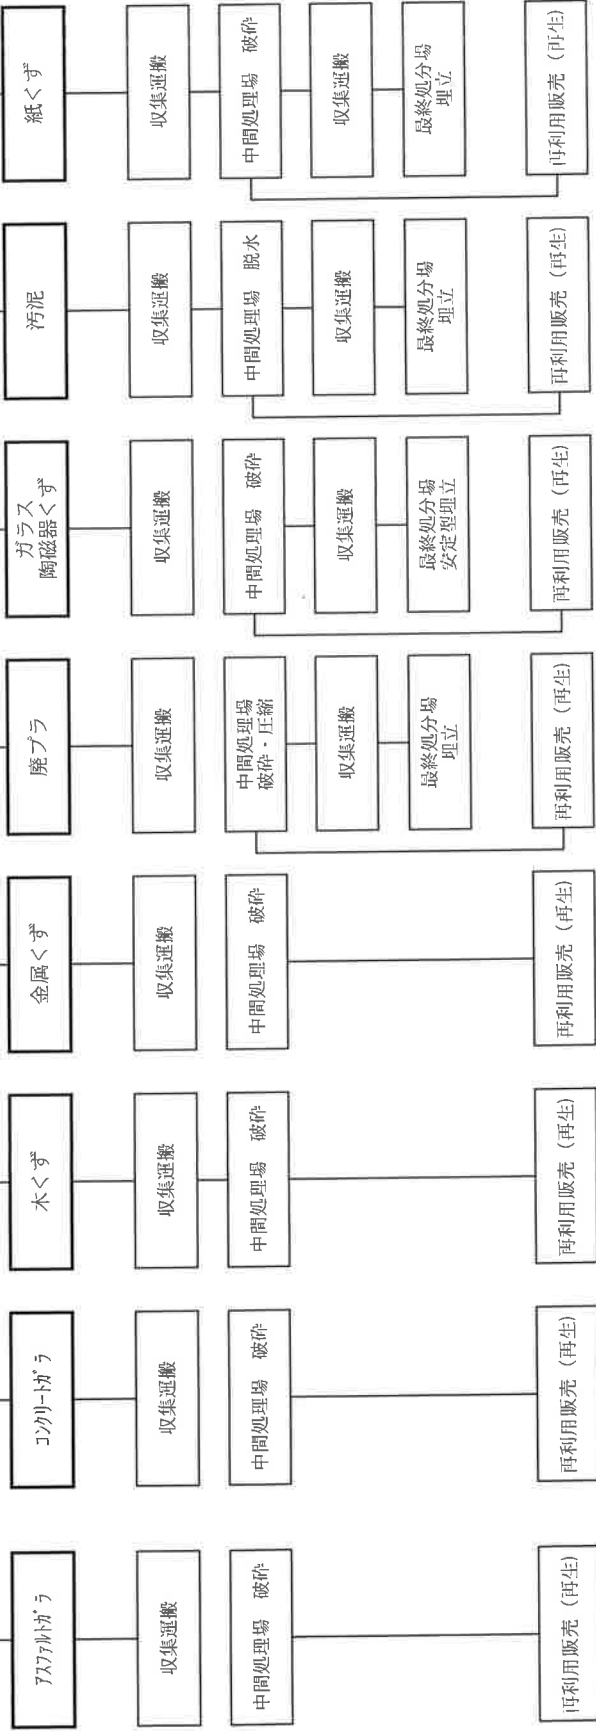 アスファルトガラ
収集運搬
中間処理場 破砕
再利用販売（再生）
コンクリートガラ
収集運搬
中間処理場 破砕
再利用販売（再生）
木くず
収集運搬
中間処理場 破砕
再利用販売（再生）
金属くず
収集運搬
中間処理場 破砕
再利用販売（再生）
廃プラ
収集運搬
中間処理場
破砕・圧縮
収集運搬
最終処分場
埋立
再利用販売（再生）
ガラス
陶磁器くず
収集運搬
中間処理場 破砕
収集運搬
最終処分場
安定型埋立
再利用販売（再生）
汚泥
収集運搬
中間処理場 脱水
収集運搬
最終処分場
埋立
再利用販売（再生）
紙くず
収集運搬
中間処理場 破砕
収集運搬
最終処分場
埋立
再利用販売（再生）